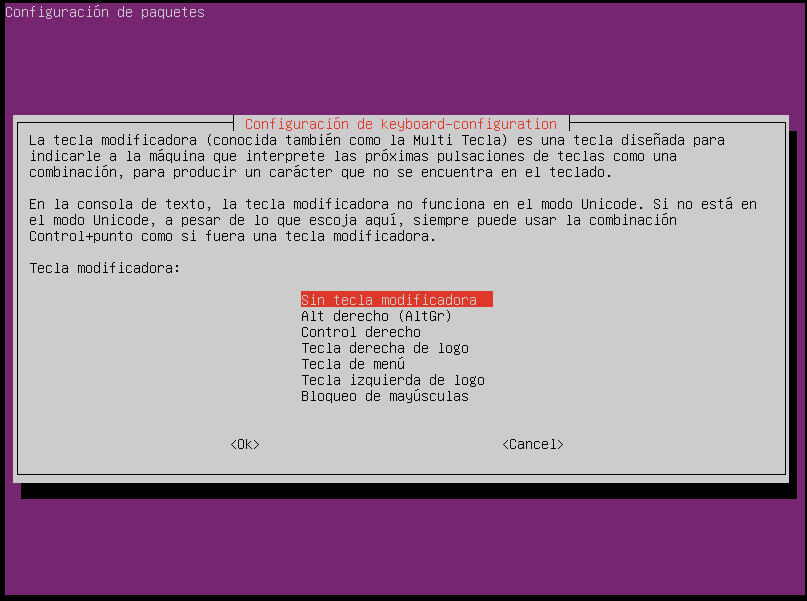 Configuración de paquetes
Configuración de keyboard-configuration
La tecla modificadora (conocida también como la Multi Tecla) es una tecla diseñada para
indicarle a la máquina que interprete las próximas pulsaciones de teclas como una
combinación, para producir un carácter que no se encuentra en el teclado.
En la consola de texto, la tecla modificadora no funciona en el modo Unicode. Si no está en
el modo Unicode, a pesar de lo que escoja aquí, siempre puede usar la combinación
Control+punto como si fuera una tecla modificadora.
Tecla modificadora:
Sin tecla modificadora
Alt derecho (AltGr)
Control derecho
Tecla derecha de logo
Tecla de menú
Tecla izquierda de logo
Bloqueo de mayúsculas
<Ok> <Cancel>